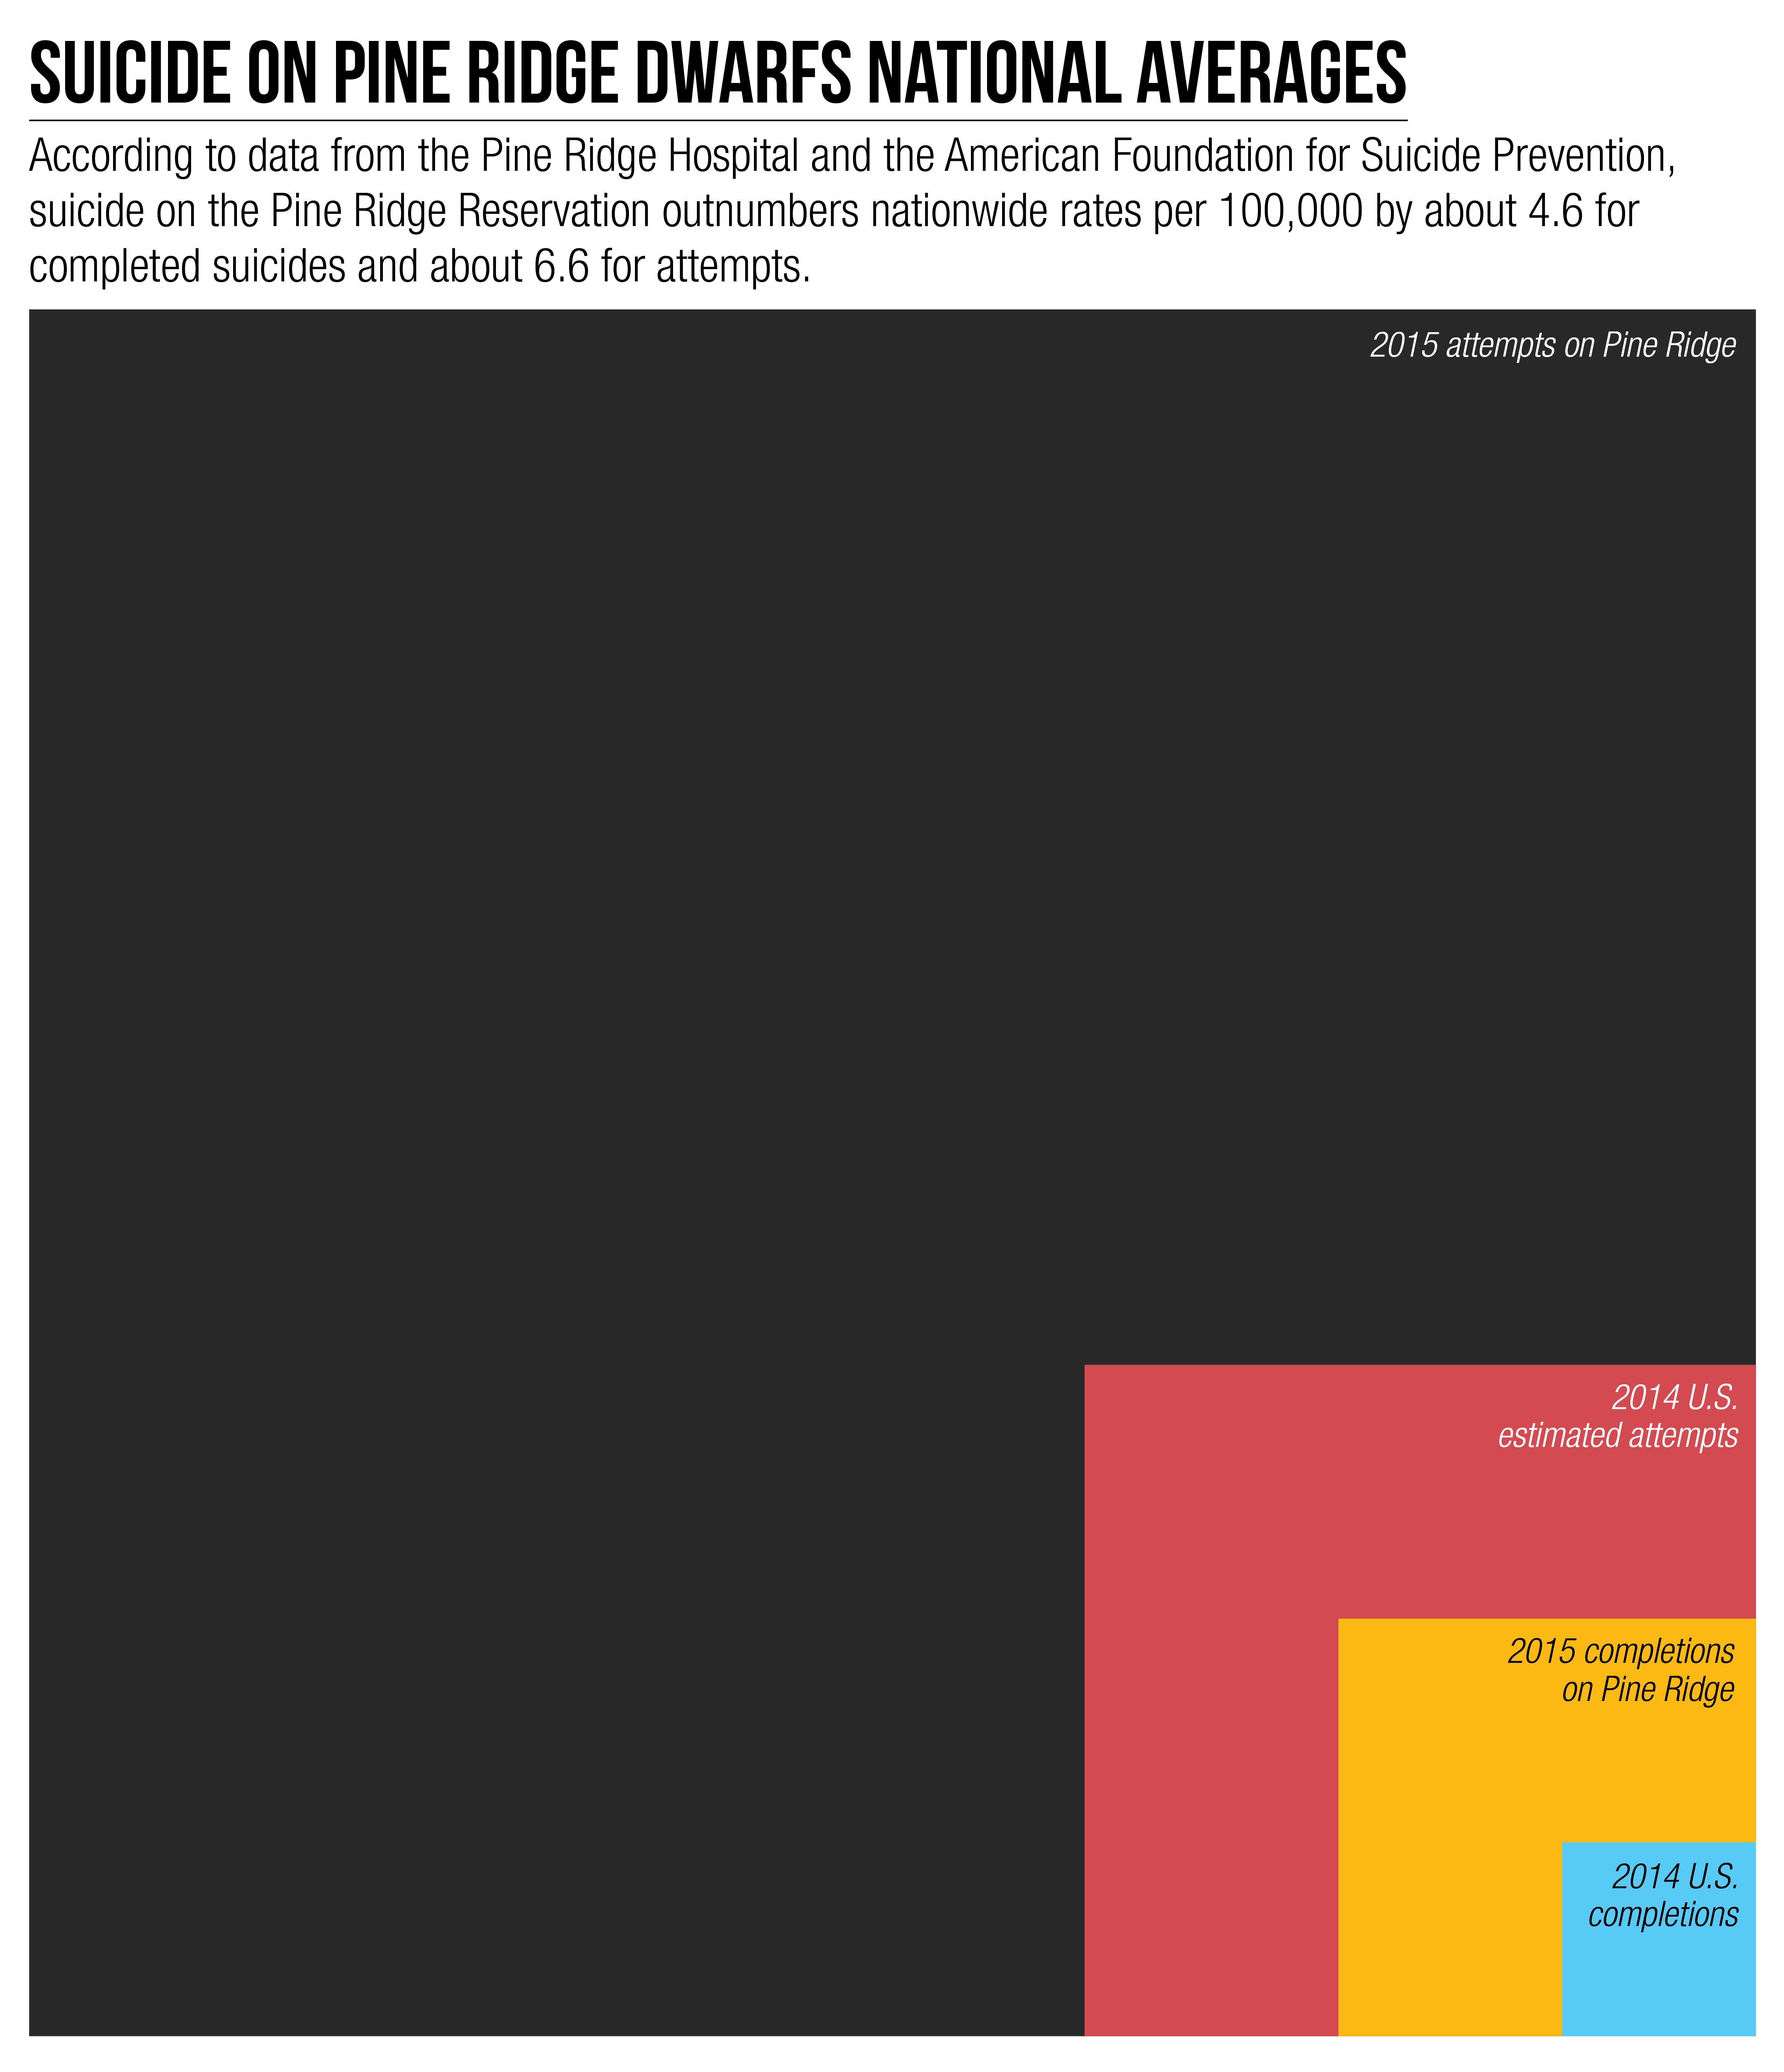 SUICIDE ON PINE RIDGE DWARFS NATIONAL AVERAGES
According to data from the Pine Ridge Hospital and the American Foundation for Suicide Prevention,
suicide on the Pine Ridge Reservation outnumbers nationwide rates per 100,000 by about 4.6 for
completed suicides and about 6.6 for attempts.
2015 attempts on Pine Ridge
2014 U.S.
estimated attempts
2015 completions
on Pine Ridge
2014 U.S.
completions